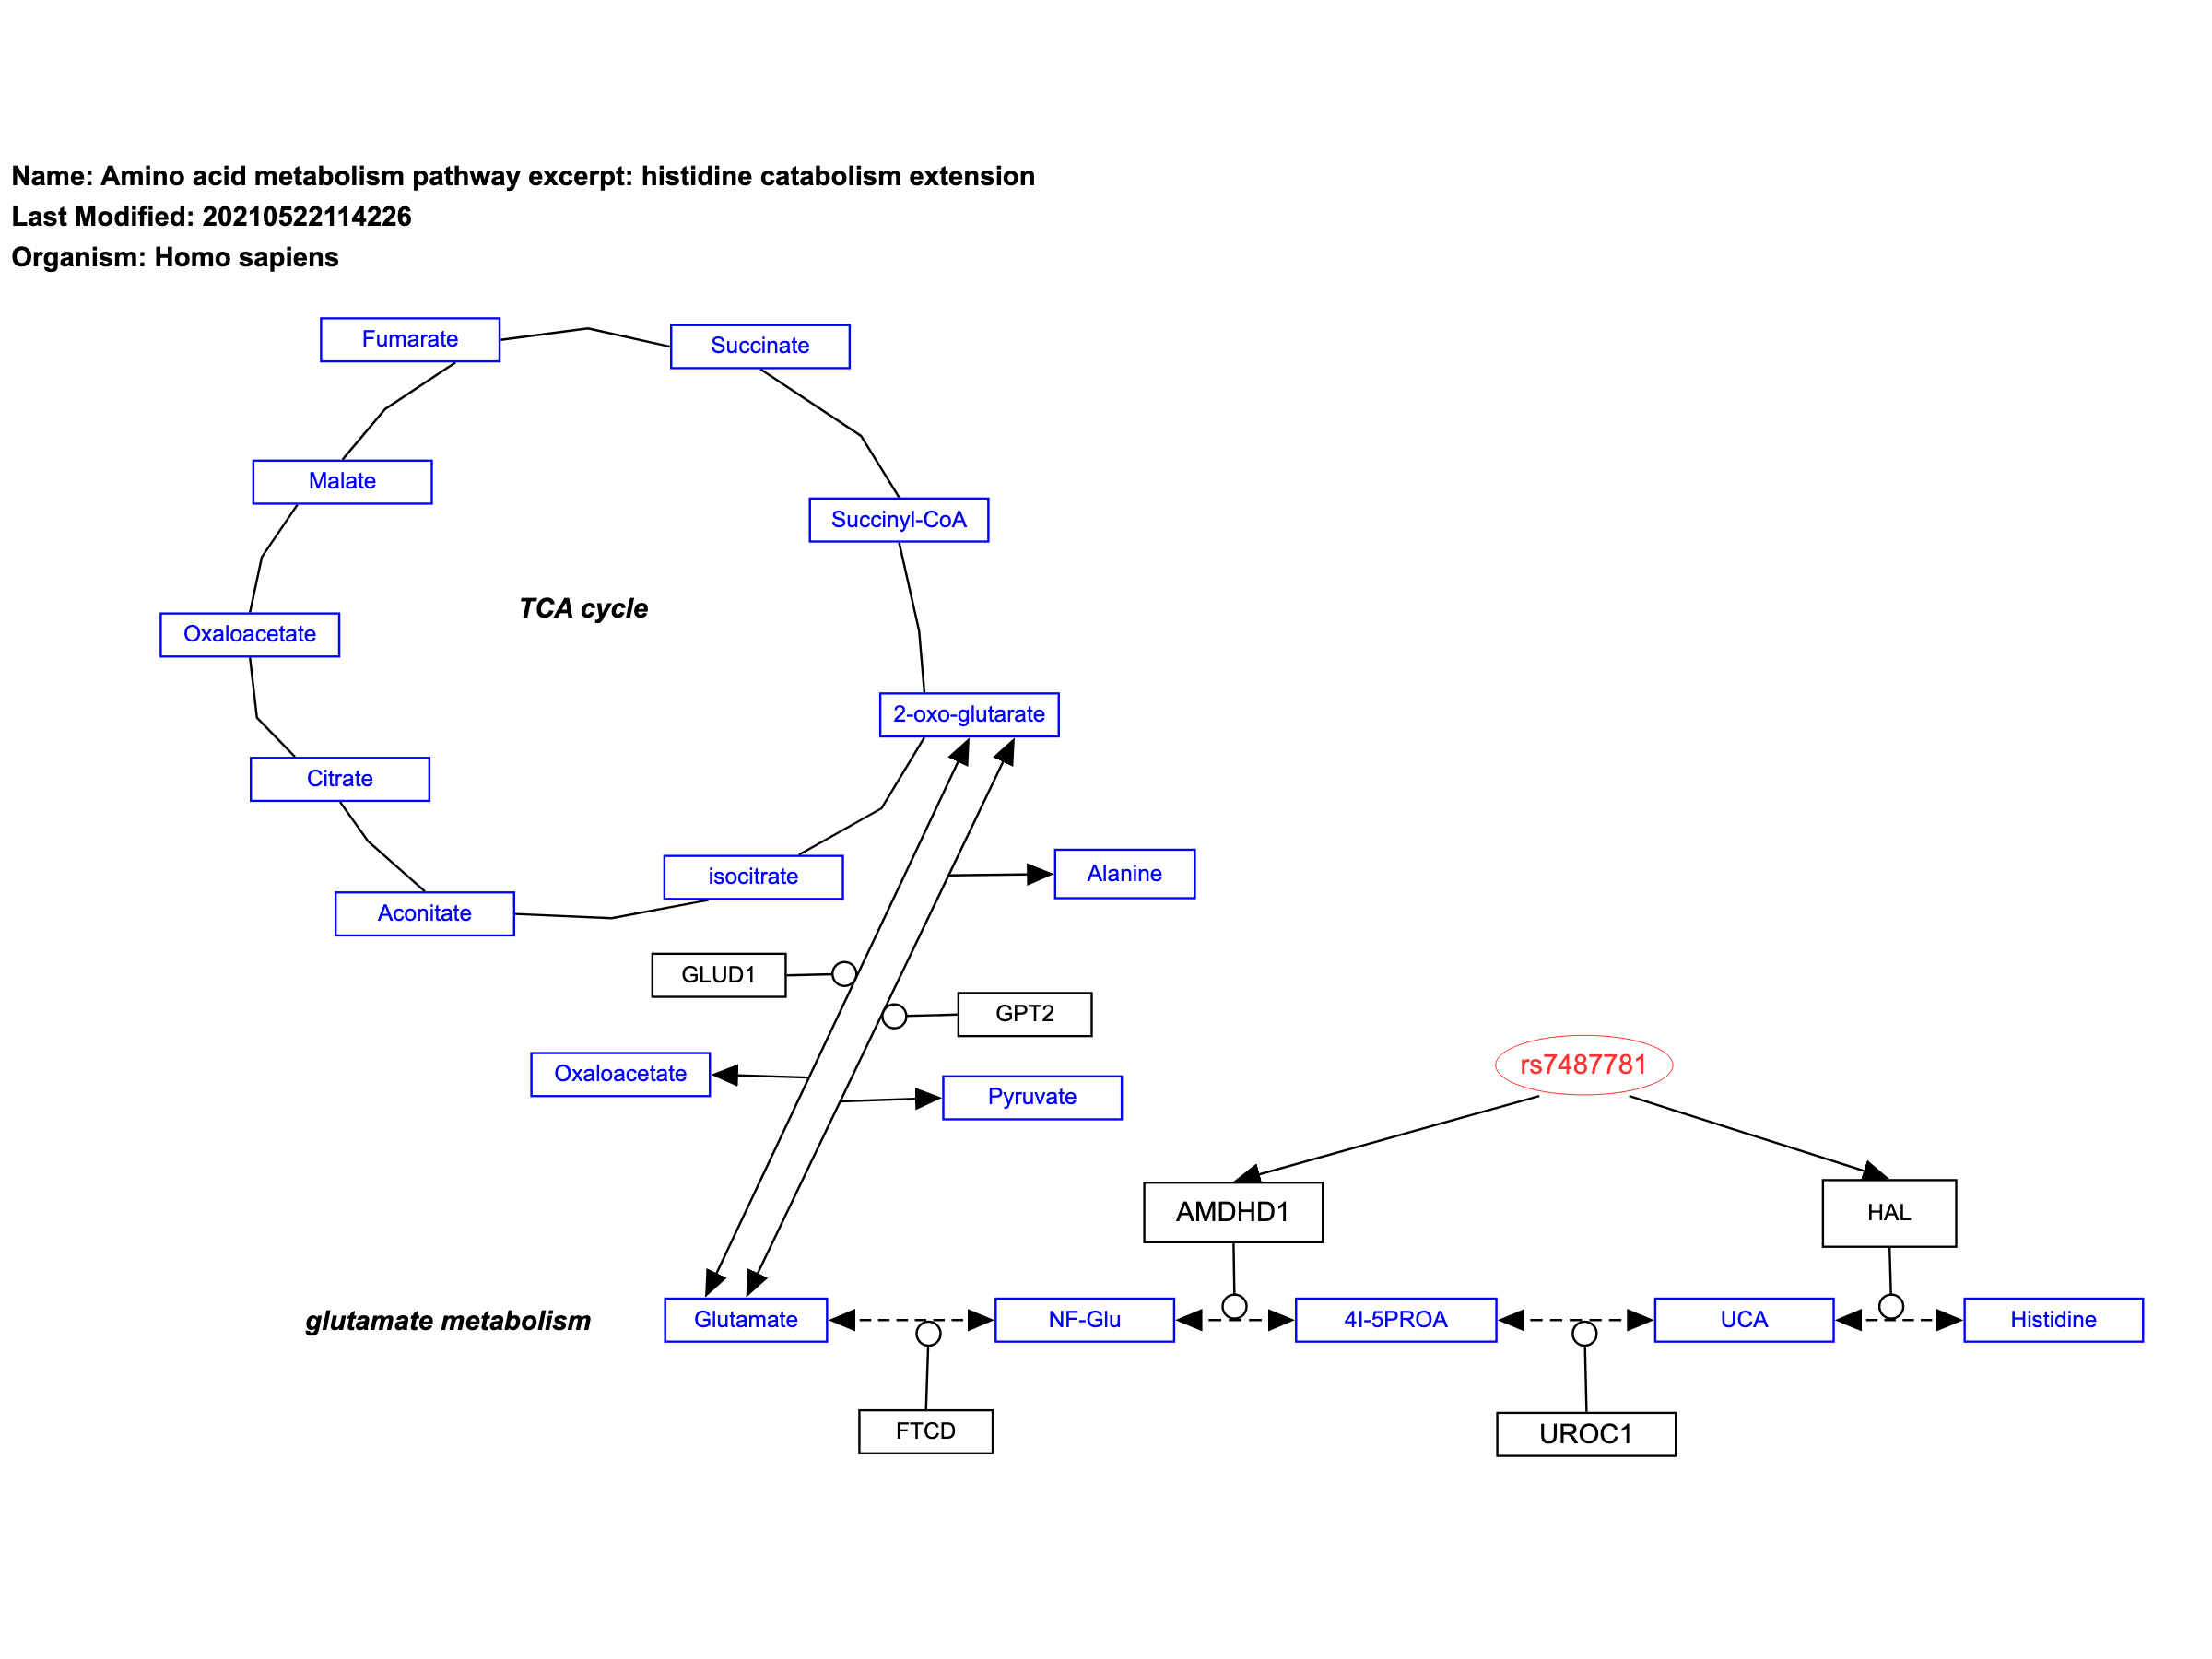 Name: Amino acid metabolism pathway excerpt: histidine catabolism extension
Last Modified: 20210522114226
Organism: Homo sapiens
Fumarate
Succinate
Malate
Succinyl-CoA
TCA cycle
Oxaloacetate
2-oxo-glutarate
Citrate
Alanine
isocitrate
Aconitate
GLUD1
GPT2
rs7487781
Oxaloacetate
Pyruvate
AMDHD1
HAL
glutamate metabolism
Glutamate
NF-Glu
4I-5PROA
UCA
Histidine
FTCD
UROC1